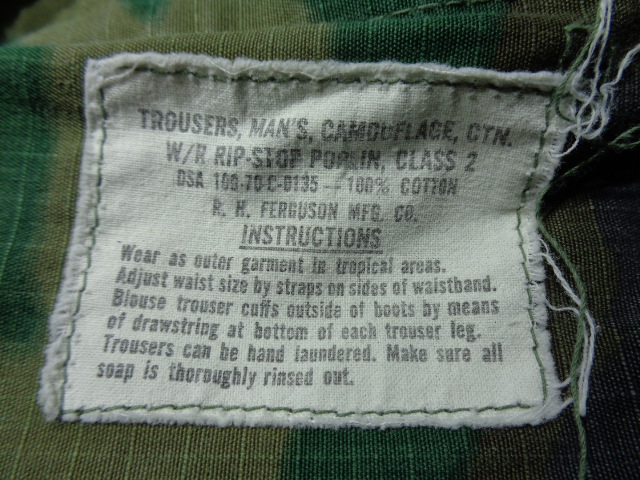 TROUSERS, MAN'S, CAMOUFLAGE, CTN.
W/R RIP-STOP POPLIN, CLASS 2
DSA 100-70-C-0135 — 100% COTTON
R. H. FERGUSON MFG. CO.
INSTRUCTIONS
Wear as outer garment in tropical areas.
Adjust waist size by straps on sides of waistband.
Blouse trouser cuffs outside of boots by means
of drawstring at bottom of each trouser leg.
Trousers can be hand laundered. Make sure all
soap is thoroughly rinsed out.